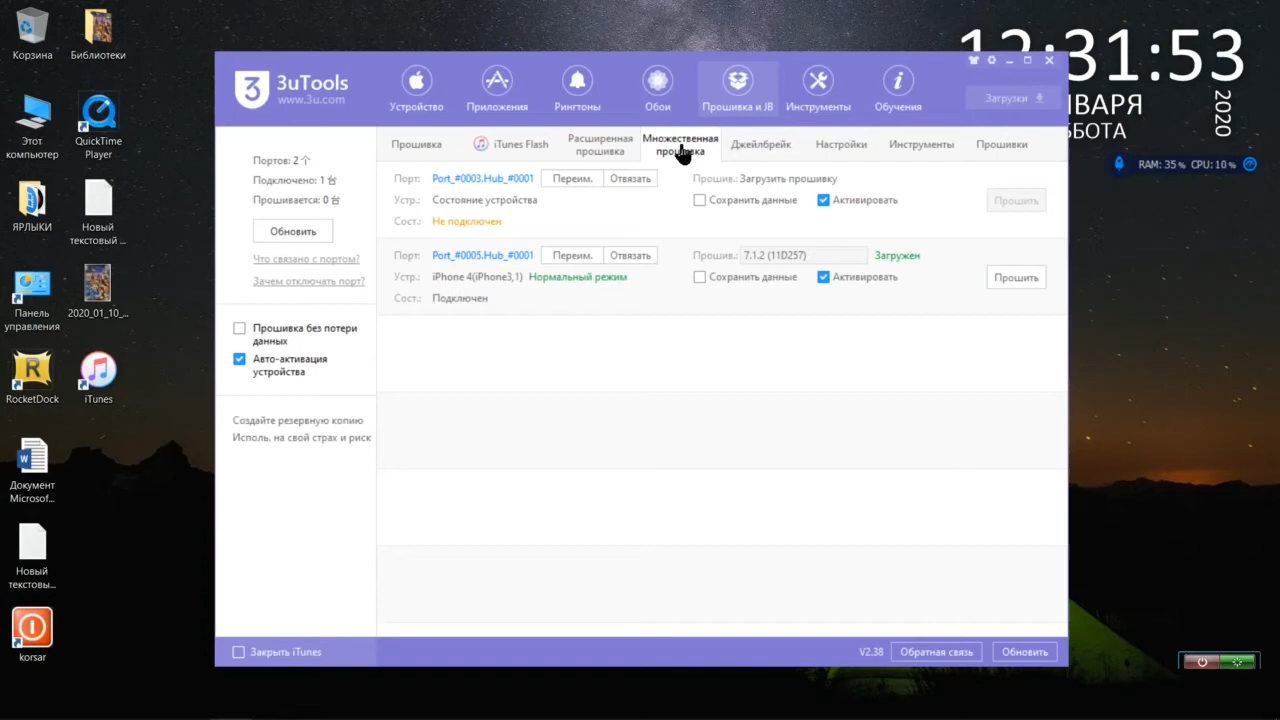 Корзина
Библиотеки
Этот
компьютер
QuickTime
Player
ЯРЛЫКИ
Новый
текстовый ...
Панель
управления
2020_01_10_...
RocketDock
iTunes
Документ
Microsof...
Новый
текстовы...
korsar
3uTools
www.3u.com
Устройство
Приложения
Рингтоны
Обои
Прошивка и JB
Инструменты
Обучения
Загрузки
12:31:53
2020
RAM: 35 % CPU: 10 %
Прошивка
iTunes Flash
Расширенная
прошивка
Множественная
прошивка
Джейлбрейк
Настройки
Инструменты
Прошивки
Портов: 2
Подключено: 1
Прошивается: 0
Обновить
Что связано с портом?
Зачем отключать порт?
Прошивка без потери
данных
Авто-активация
устройства
Создайте резервную копию
Исполь. на свой страх и риск
Порт: Port_#0003.Hub_#0001 Переим. Отвязать Прошив.: Загрузить прошивку
Устр.: Состояние устройства Сохранить данные Активировать Прошить
Сост.: Не подключен
Порт: Port_#0005.Hub_#0001 Переим. Отвязать Прошив.: 7.1.2 (11D257) Загружен
Устр.: iPhone 4(iPhone3,1) Нормальный режим Сохранить данные Активировать Прошить
Сост.: Подключен
Закрыть iTunes
V2.38
Обратная связь
Обновить